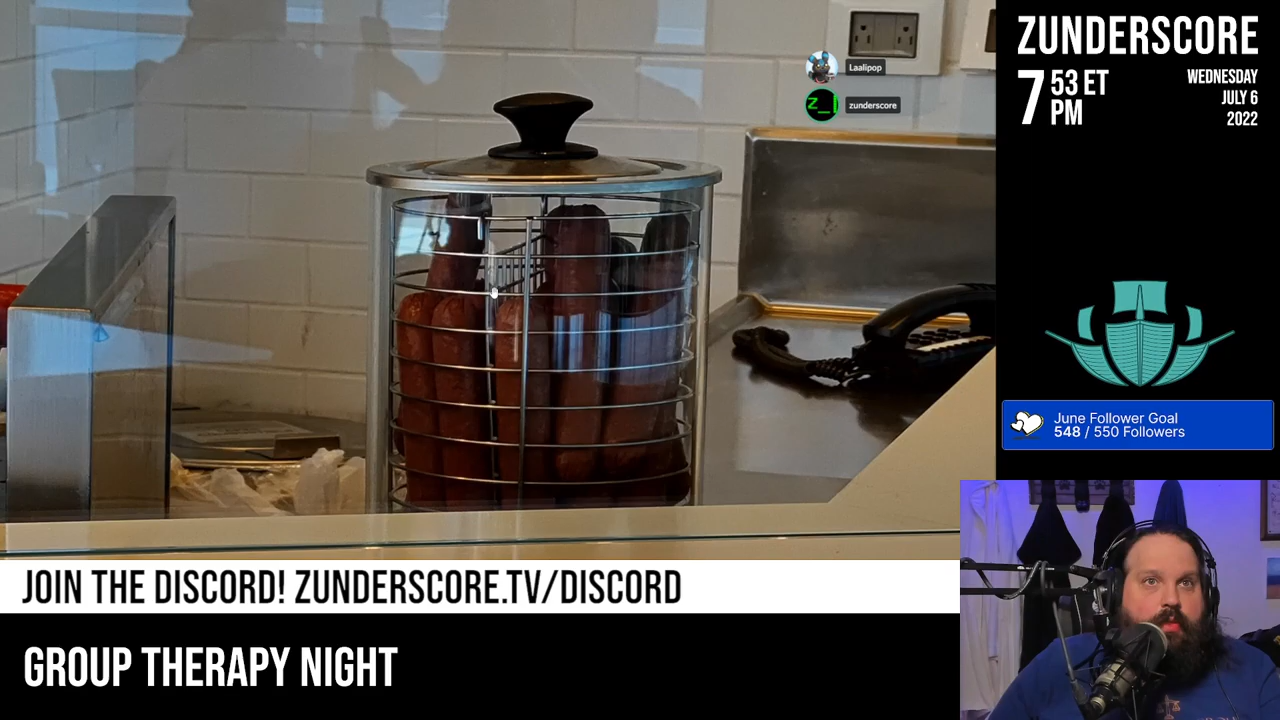 Laalipop
Z_
zunderscore
ZUNDERSCORE
7 53 ET
PM
WEDNESDAY
JULY 6
2022
June Follower Goal
548 / 550 Followers
JOIN THE DISCORD! ZUNDERSCORE.TV/DISCORD
GROUP THERAPY NIGHT